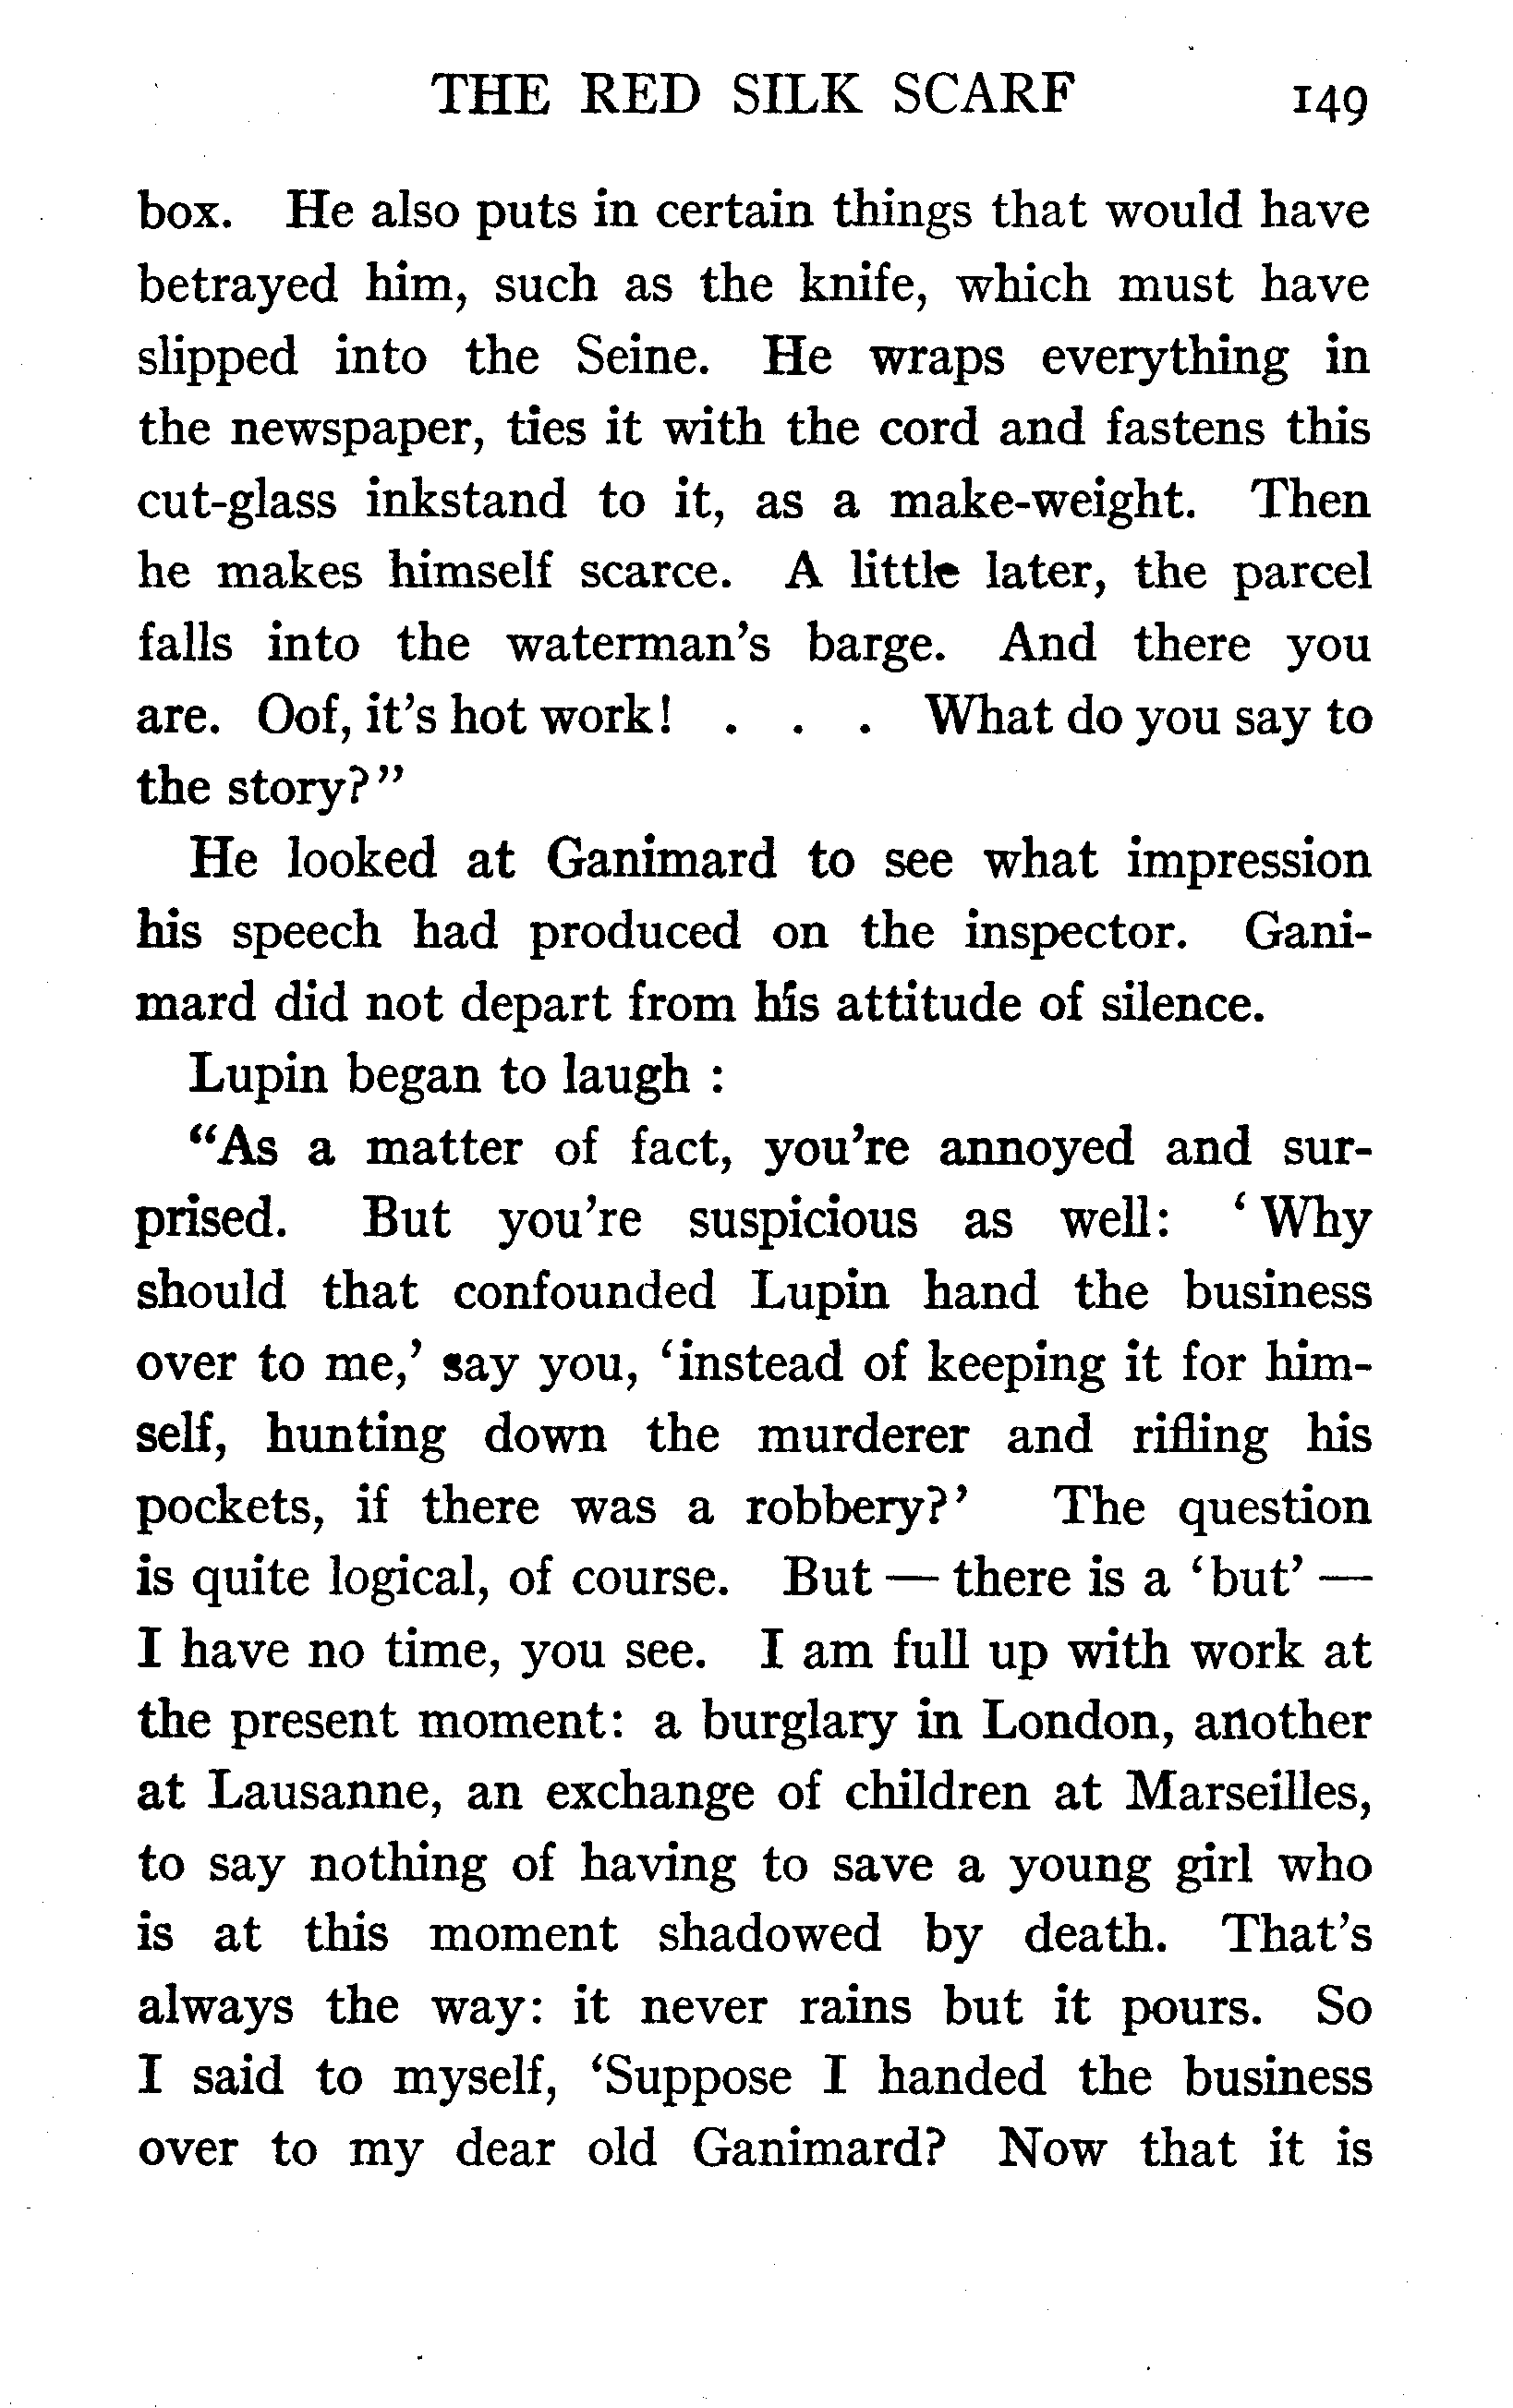 THE RED SILK SCARF 149
box. He also puts in certain things that would have
betrayed him, such as the knife, which must have
slipped into the Seine. He wraps everything in
the newspaper, ties it with the cord and fastens this
cut-glass inkstand to it, as a make-weight. Then
he makes himself scarce. A little later, the parcel
falls into the waterman's barge. And there you
are. Oof, it's hot work! . . . What do you say to
the story?"
He looked at Ganimard to see what impression
his speech had produced on the inspector. Gani-
mard did not depart from his attitude of silence.
Lupin began to laugh :
"As a matter of fact, you're annoyed and sur-
prised. But you're suspicious as well: 'Why
should that confounded Lupin hand the business
over to me,' say you, 'instead of keeping it for him-
self, hunting down the murderer and rifling his
pockets, if there was a robbery?' The question
is quite logical, of course. But — there is a 'but' —
I have no time, you see. I am full up with work at
the present moment: a burglary in London, another
at Lausanne, an exchange of children at Marseilles,
to say nothing of having to save a young girl who
is at this moment shadowed by death. That's
always the way: it never rains but it pours. So
I said to myself, 'Suppose I handed the business
over to my dear old Ganimard? Now that it is